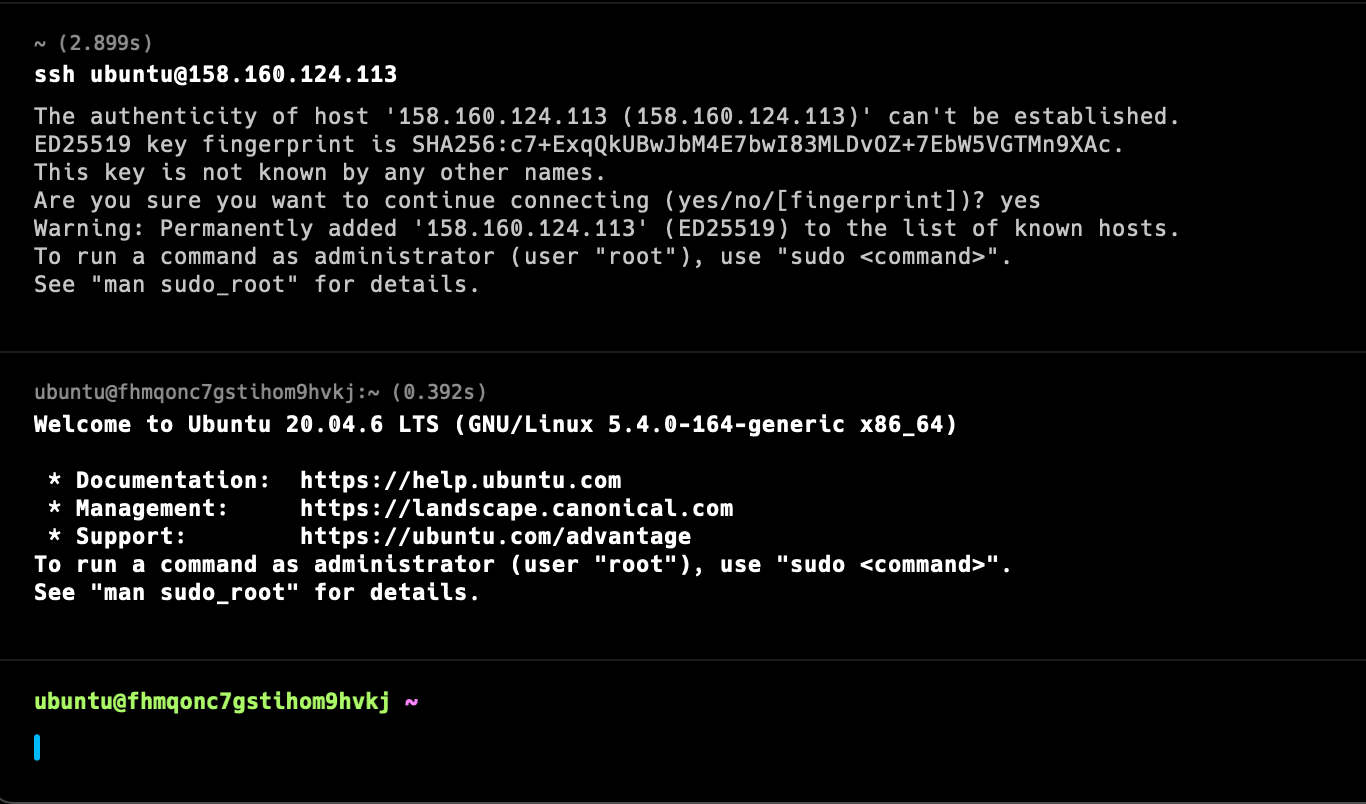 ~ (2.899s)
ssh ubuntu@158.160.124.113
The authenticity of host '158.160.124.113 (158.160.124.113)' can't be established.
ED25519 key fingerprint is SHA256:c7+ExqQkUBwJbM4E7bwI83MLDvOZ+7EbW5VGTMn9XAc.
This key is not known by any other names.
Are you sure you want to continue connecting (yes/no/[fingerprint])? yes
Warning: Permanently added '158.160.124.113' (ED25519) to the list of known hosts.
To run a command as administrator (user "root"), use "sudo <command>".
See "man sudo_root" for details.
ubuntu@fhmqonc7gstihom9hvkj:~ (0.392s)
Welcome to Ubuntu 20.04.6 LTS (GNU/Linux 5.4.0-164-generic x86_64)
* Documentation: https://help.ubuntu.com
* Management: https://landscape.canonical.com
* Support: https://ubuntu.com/advantage
To run a command as administrator (user "root"), use "sudo <command>".
See "man sudo_root" for details.
ubuntu@fhmqonc7gstihom9hvkj ~